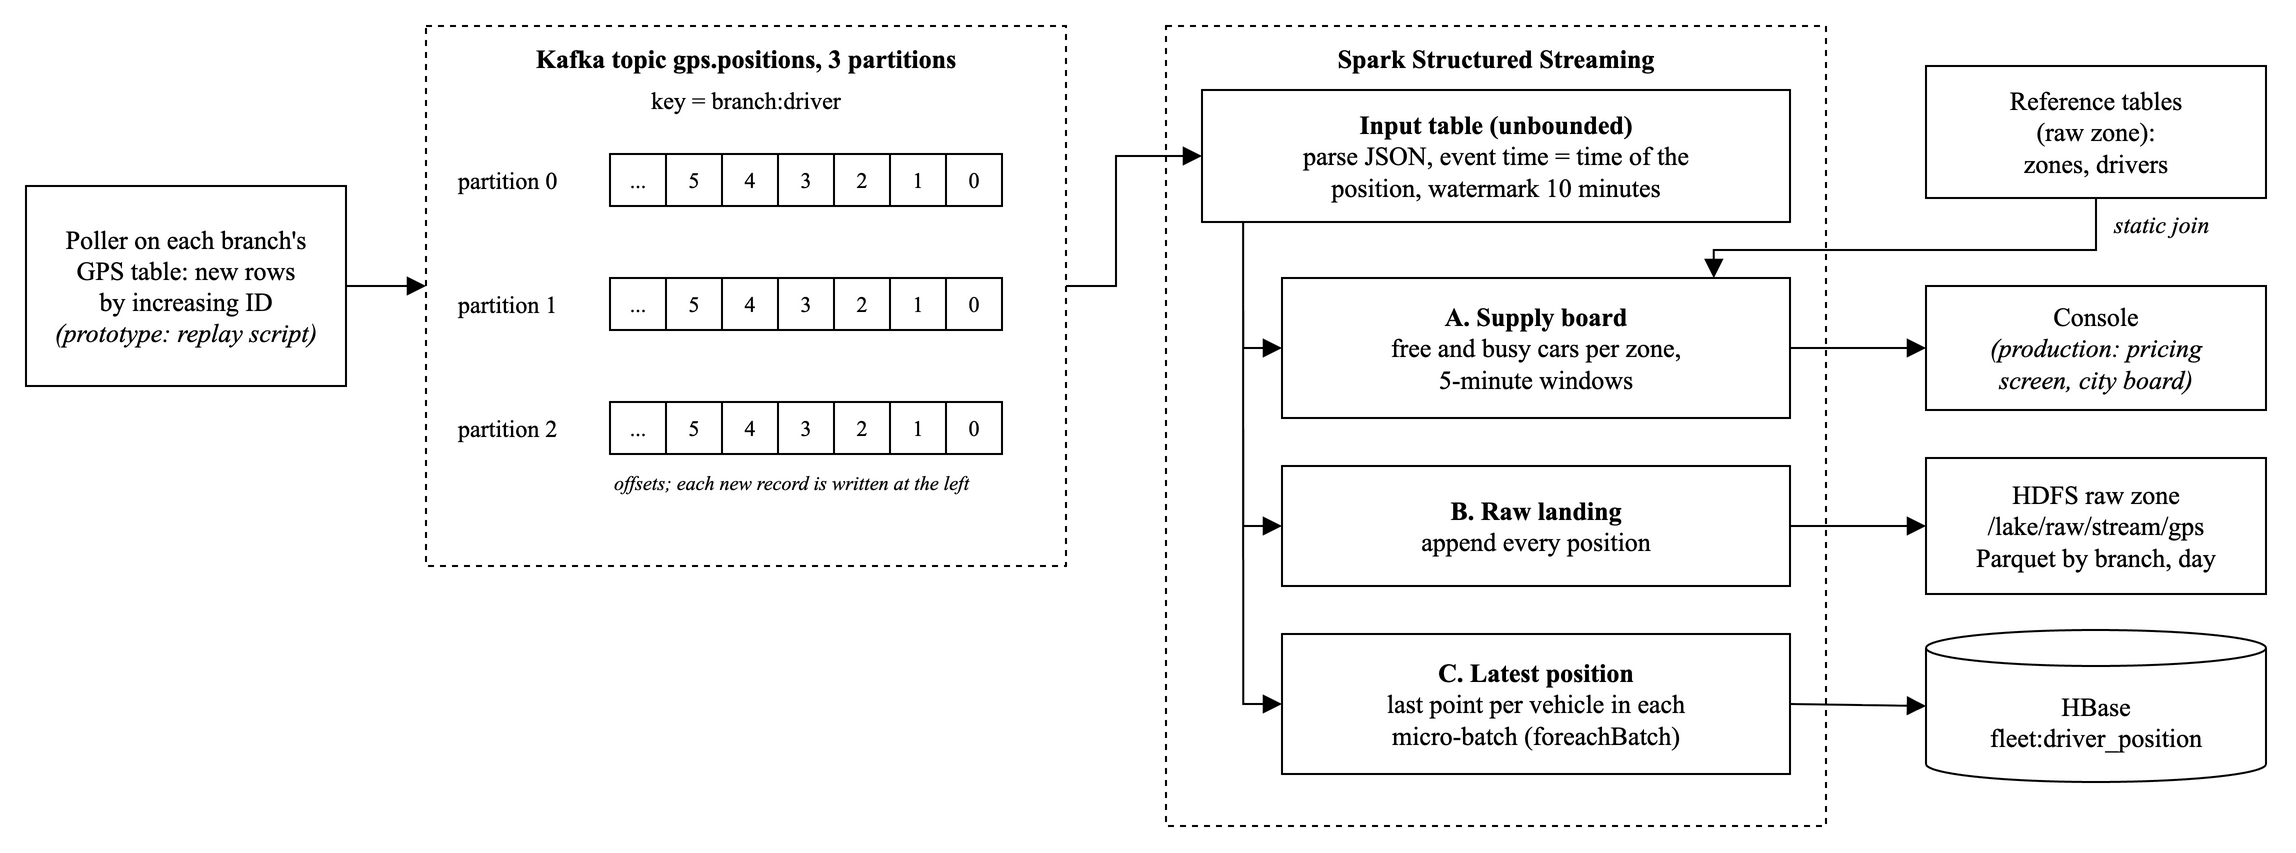 Poller on each branch's
GPS table: new rows
by increasing ID
(prototype: replay script)
Kafka topic gps.positions, 3 partitions
key = branch:driver
partition 0
... 5 4 3 2 1 0
partition 1
... 5 4 3 2 1 0
partition 2
... 5 4 3 2 1 0
offsets; each new record is written at the left
Spark Structured Streaming
Input table (unbounded)
parse JSON, event time = time of the
position, watermark 10 minutes
A. Supply board
free and busy cars per zone,
5-minute windows
B. Raw landing
append every position
C. Latest position
last point per vehicle in each
micro-batch (foreachBatch)
Reference tables
(raw zone):
zones, drivers
static join
Console
(production: pricing
screen, city board)
HDFS raw zone
/lake/raw/stream/gps
Parquet by branch, day
HBase
fleet:driver_position